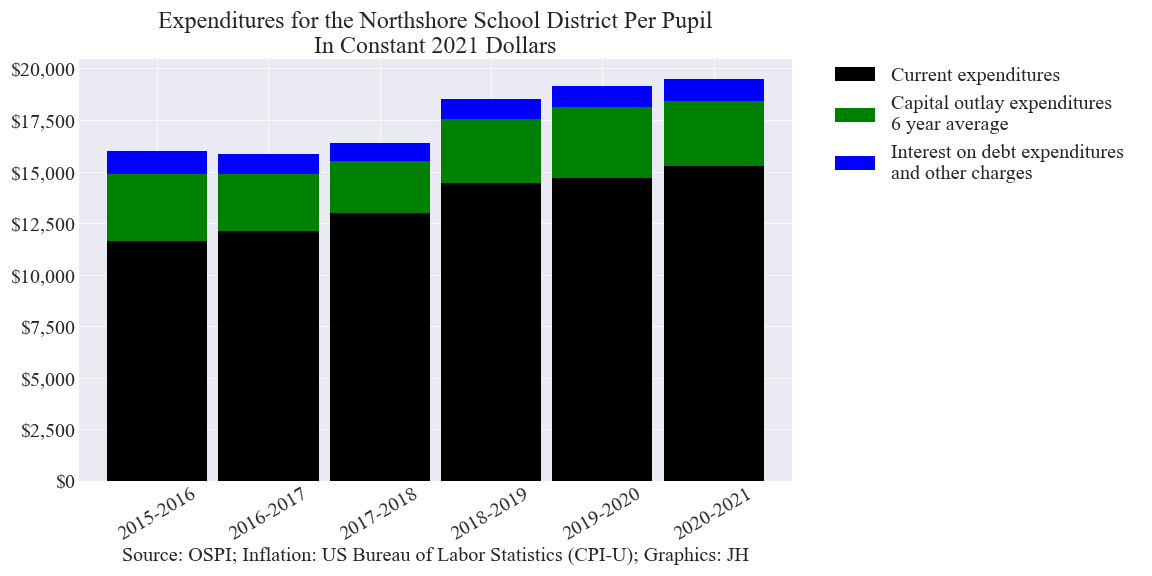 Expenditures for the Northshore School District Per Pupil
In Constant 2021 Dollars
$20,000
$17,500
$15,000
$12,500
$10,000
$7,500
$5,000
$2,500
$0
2015-2016
2016-2017
2017-2018
2018-2019
2019-2020
2020-2021
Source: OSPI; Inflation: US Bureau of Labor Statistics (CPI-U); Graphics: JH
Current expenditures
Capital outlay expenditures
6 year average
Interest on debt expenditures
and other charges